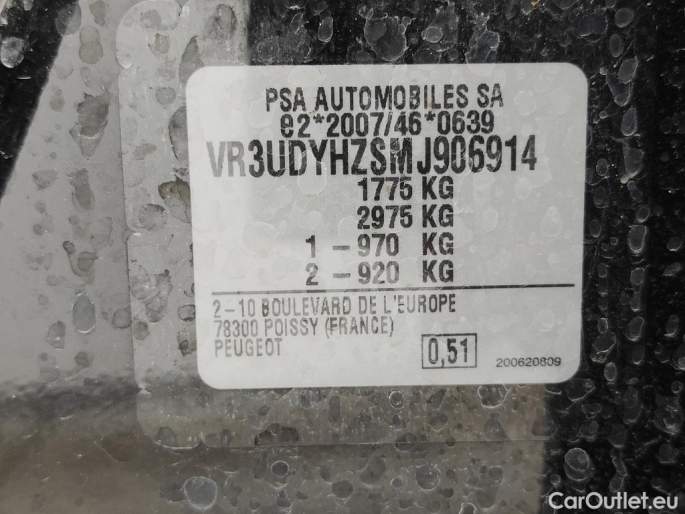 PSA AUTOMOBILES SA
e2*2007/46*0639
VR3UDYHZSMJ906914
1775 KG
2975 KG
1 – 970 KG
2 – 920 KG
2–10 BOULEVARD DE L'EUROPE
78300 POISSY (FRANCE)
PEUGEOT
0,51
200620809
CarOutlet.eu